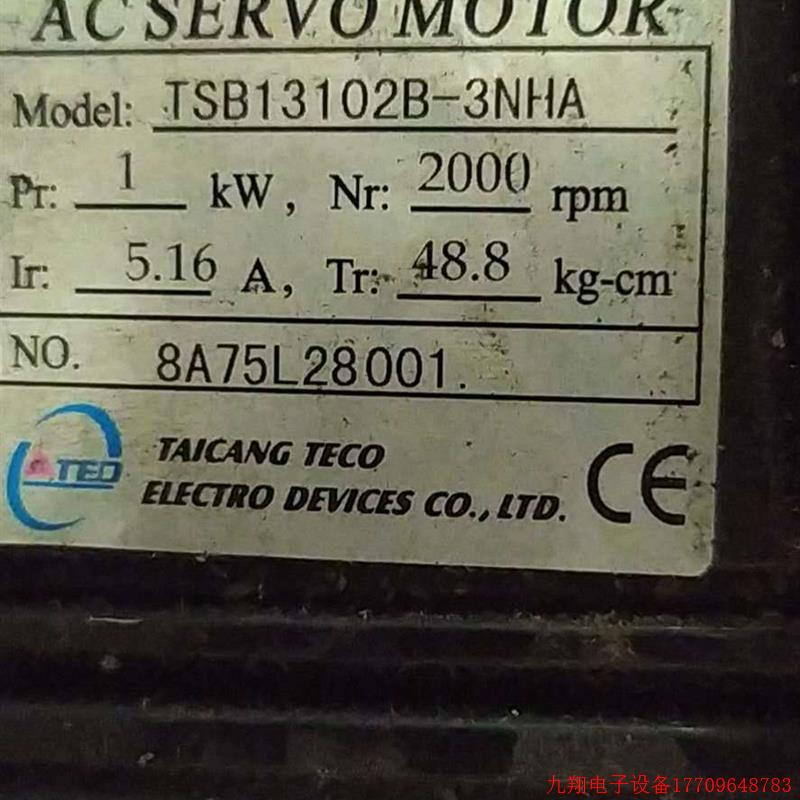 AC SERVO MOTOR
Model: TSB13102B-3NHA
Pr: 1 kW, Nr: 2000 rpm
Ir: 5.16 A, Tr: 48.8 kg-cm
NO. 8A75L28001.
TED
TAICANG TECO
ELECTRO DEVICES CO., LTD.
CE
九翔电子设备17709648783